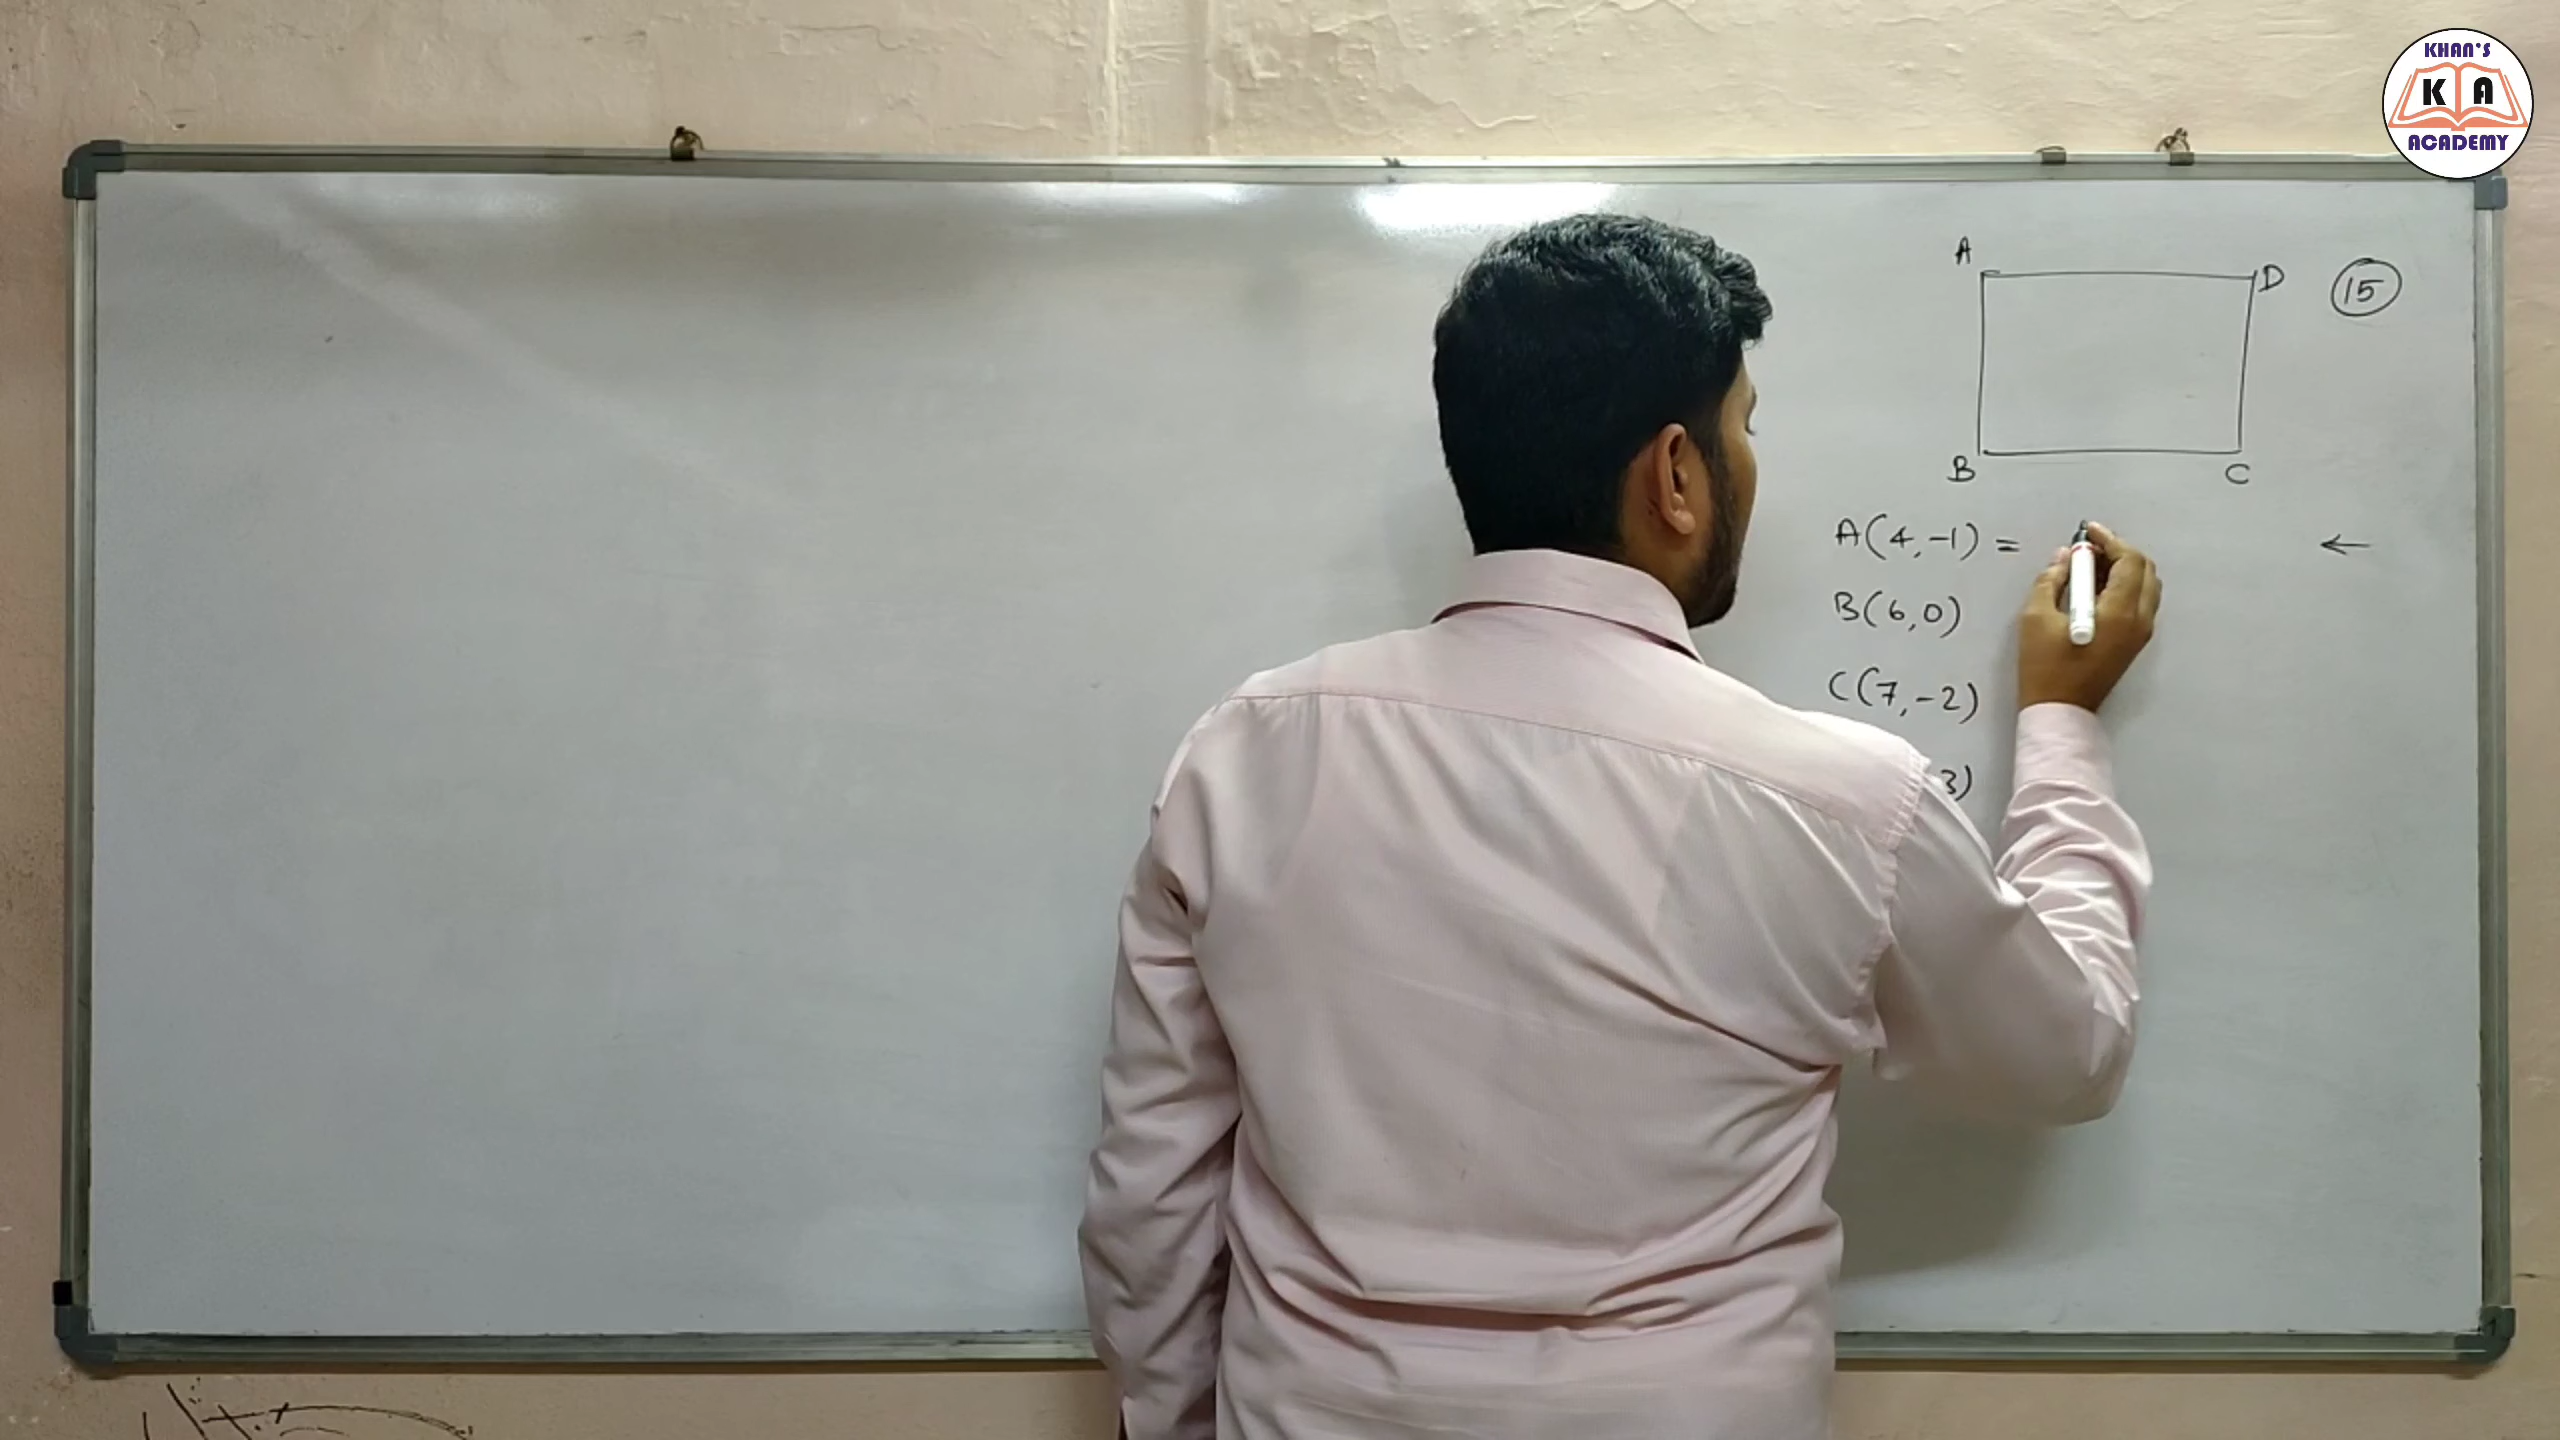 KHAN'S
K A
ACADEMY
A
D
15
B
C
A(4,-1) =
←
B(6,0)
C(7,-2)
3)